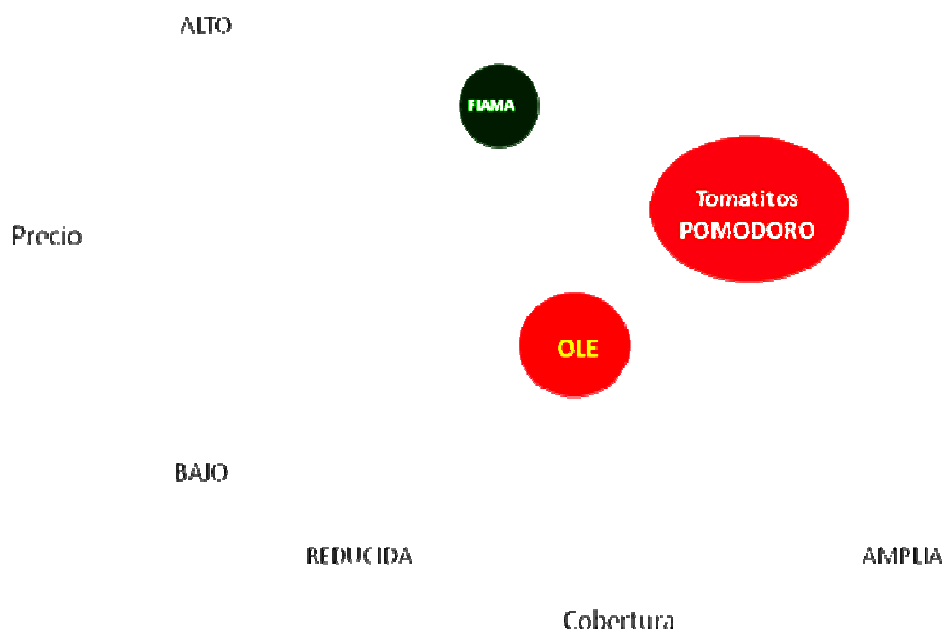 ALTO
FIAMA
Tomatitos
POMODORO
Precio
OLE
BAJO
REDUCIDA
AMPLIA
Cobertura